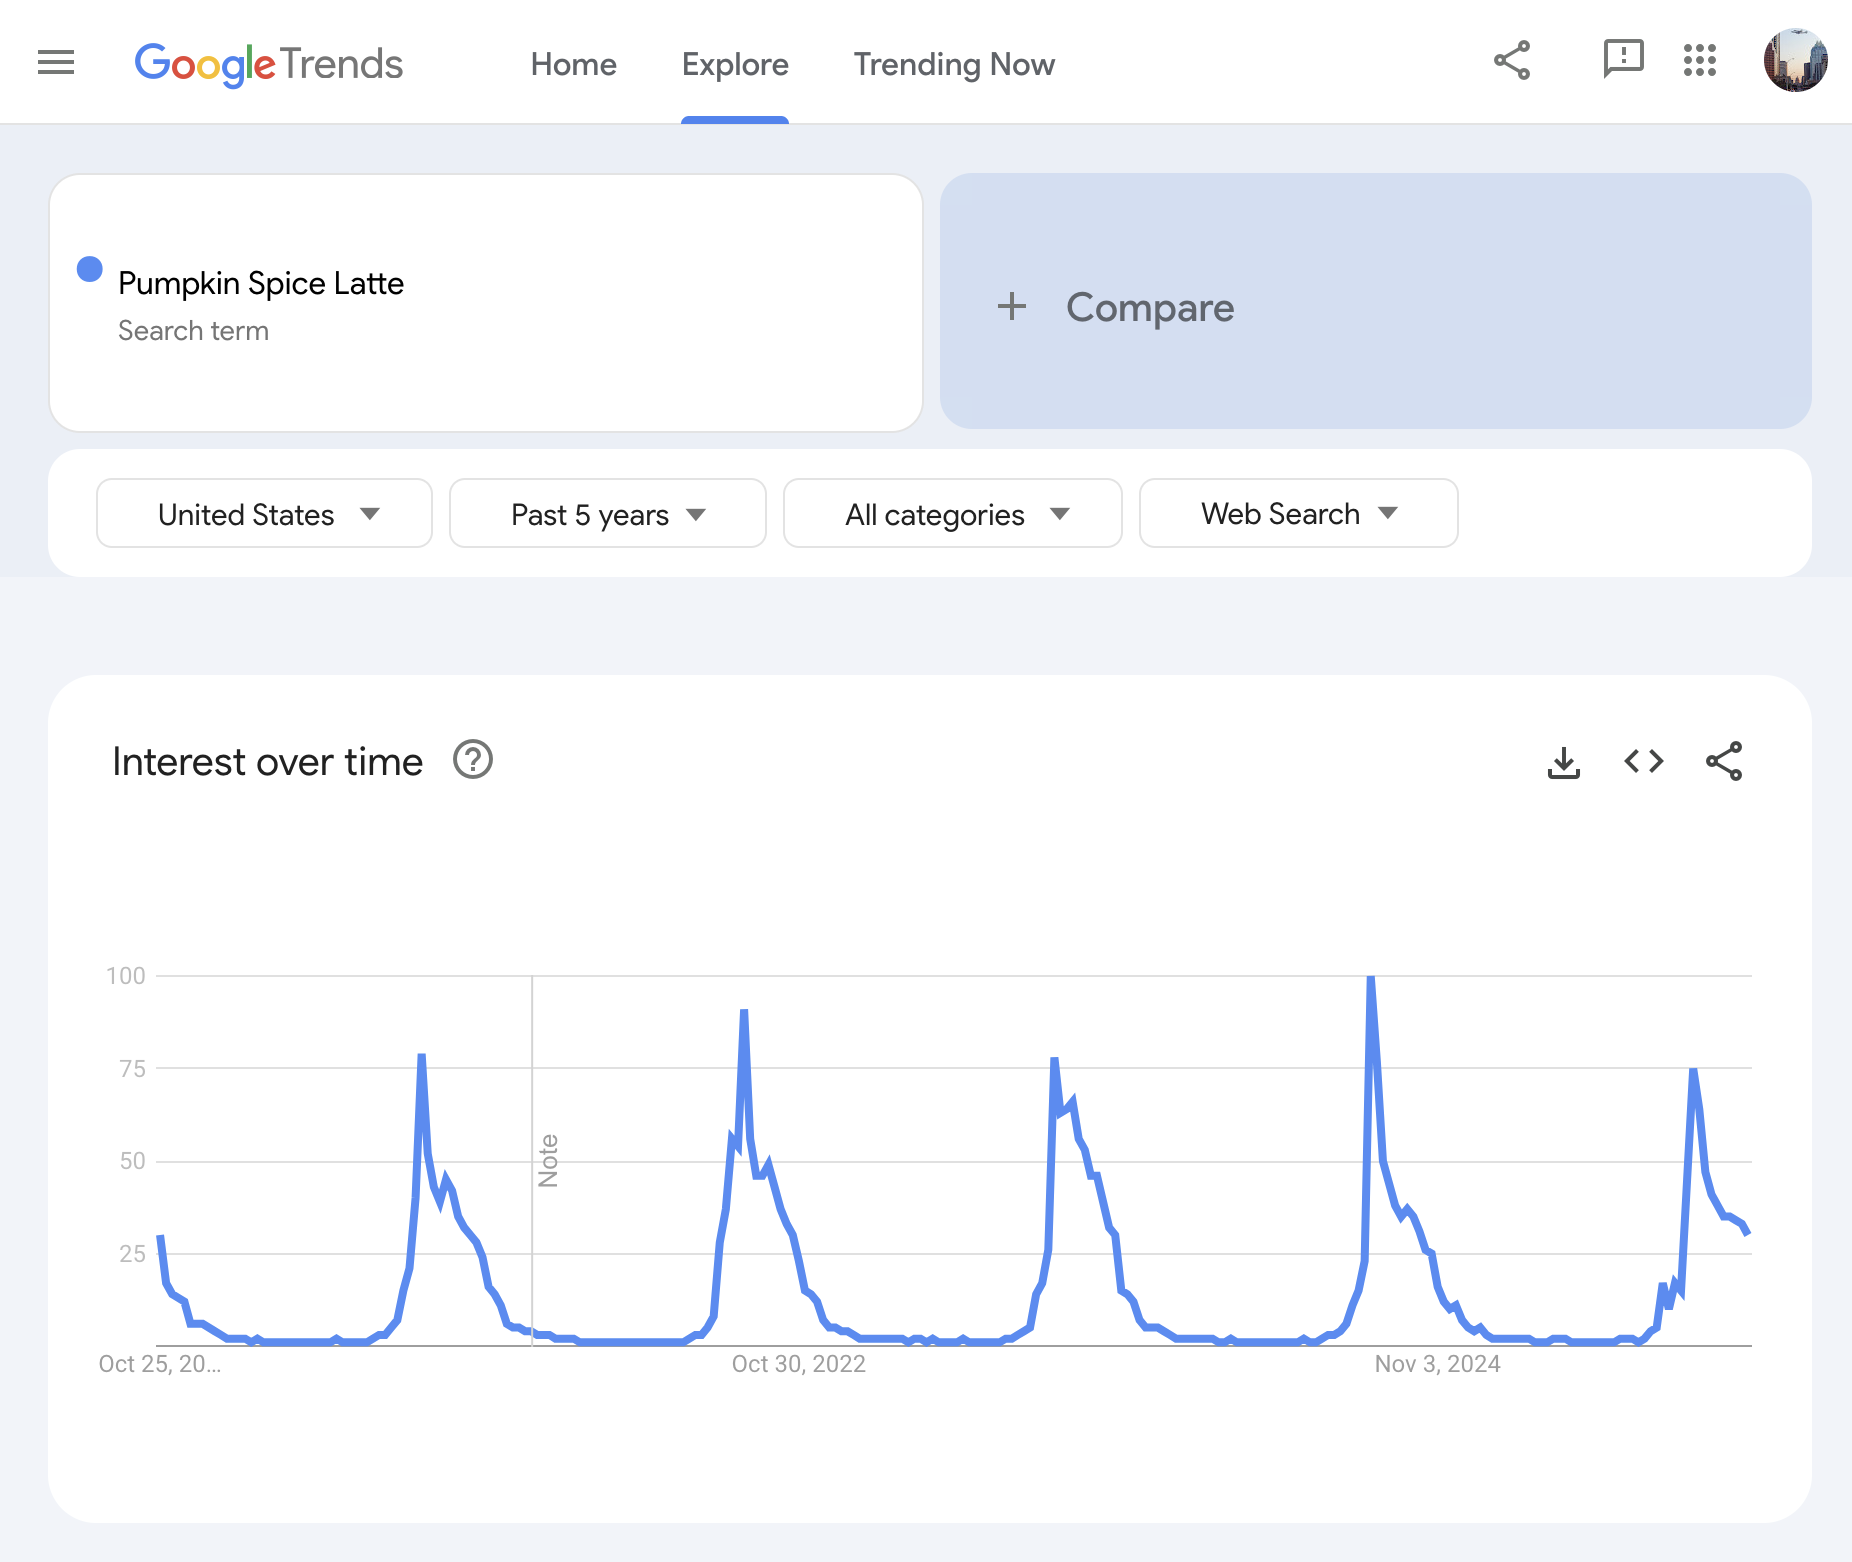 Google Trends
Home
Explore
Trending Now
Pumpkin Spice Latte
Search term
+ Compare
United States
Past 5 years
All categories
Web Search
Interest over time
100
75
50
25
Note
Oct 25, 20...
Oct 30, 2022
Nov 3, 2024